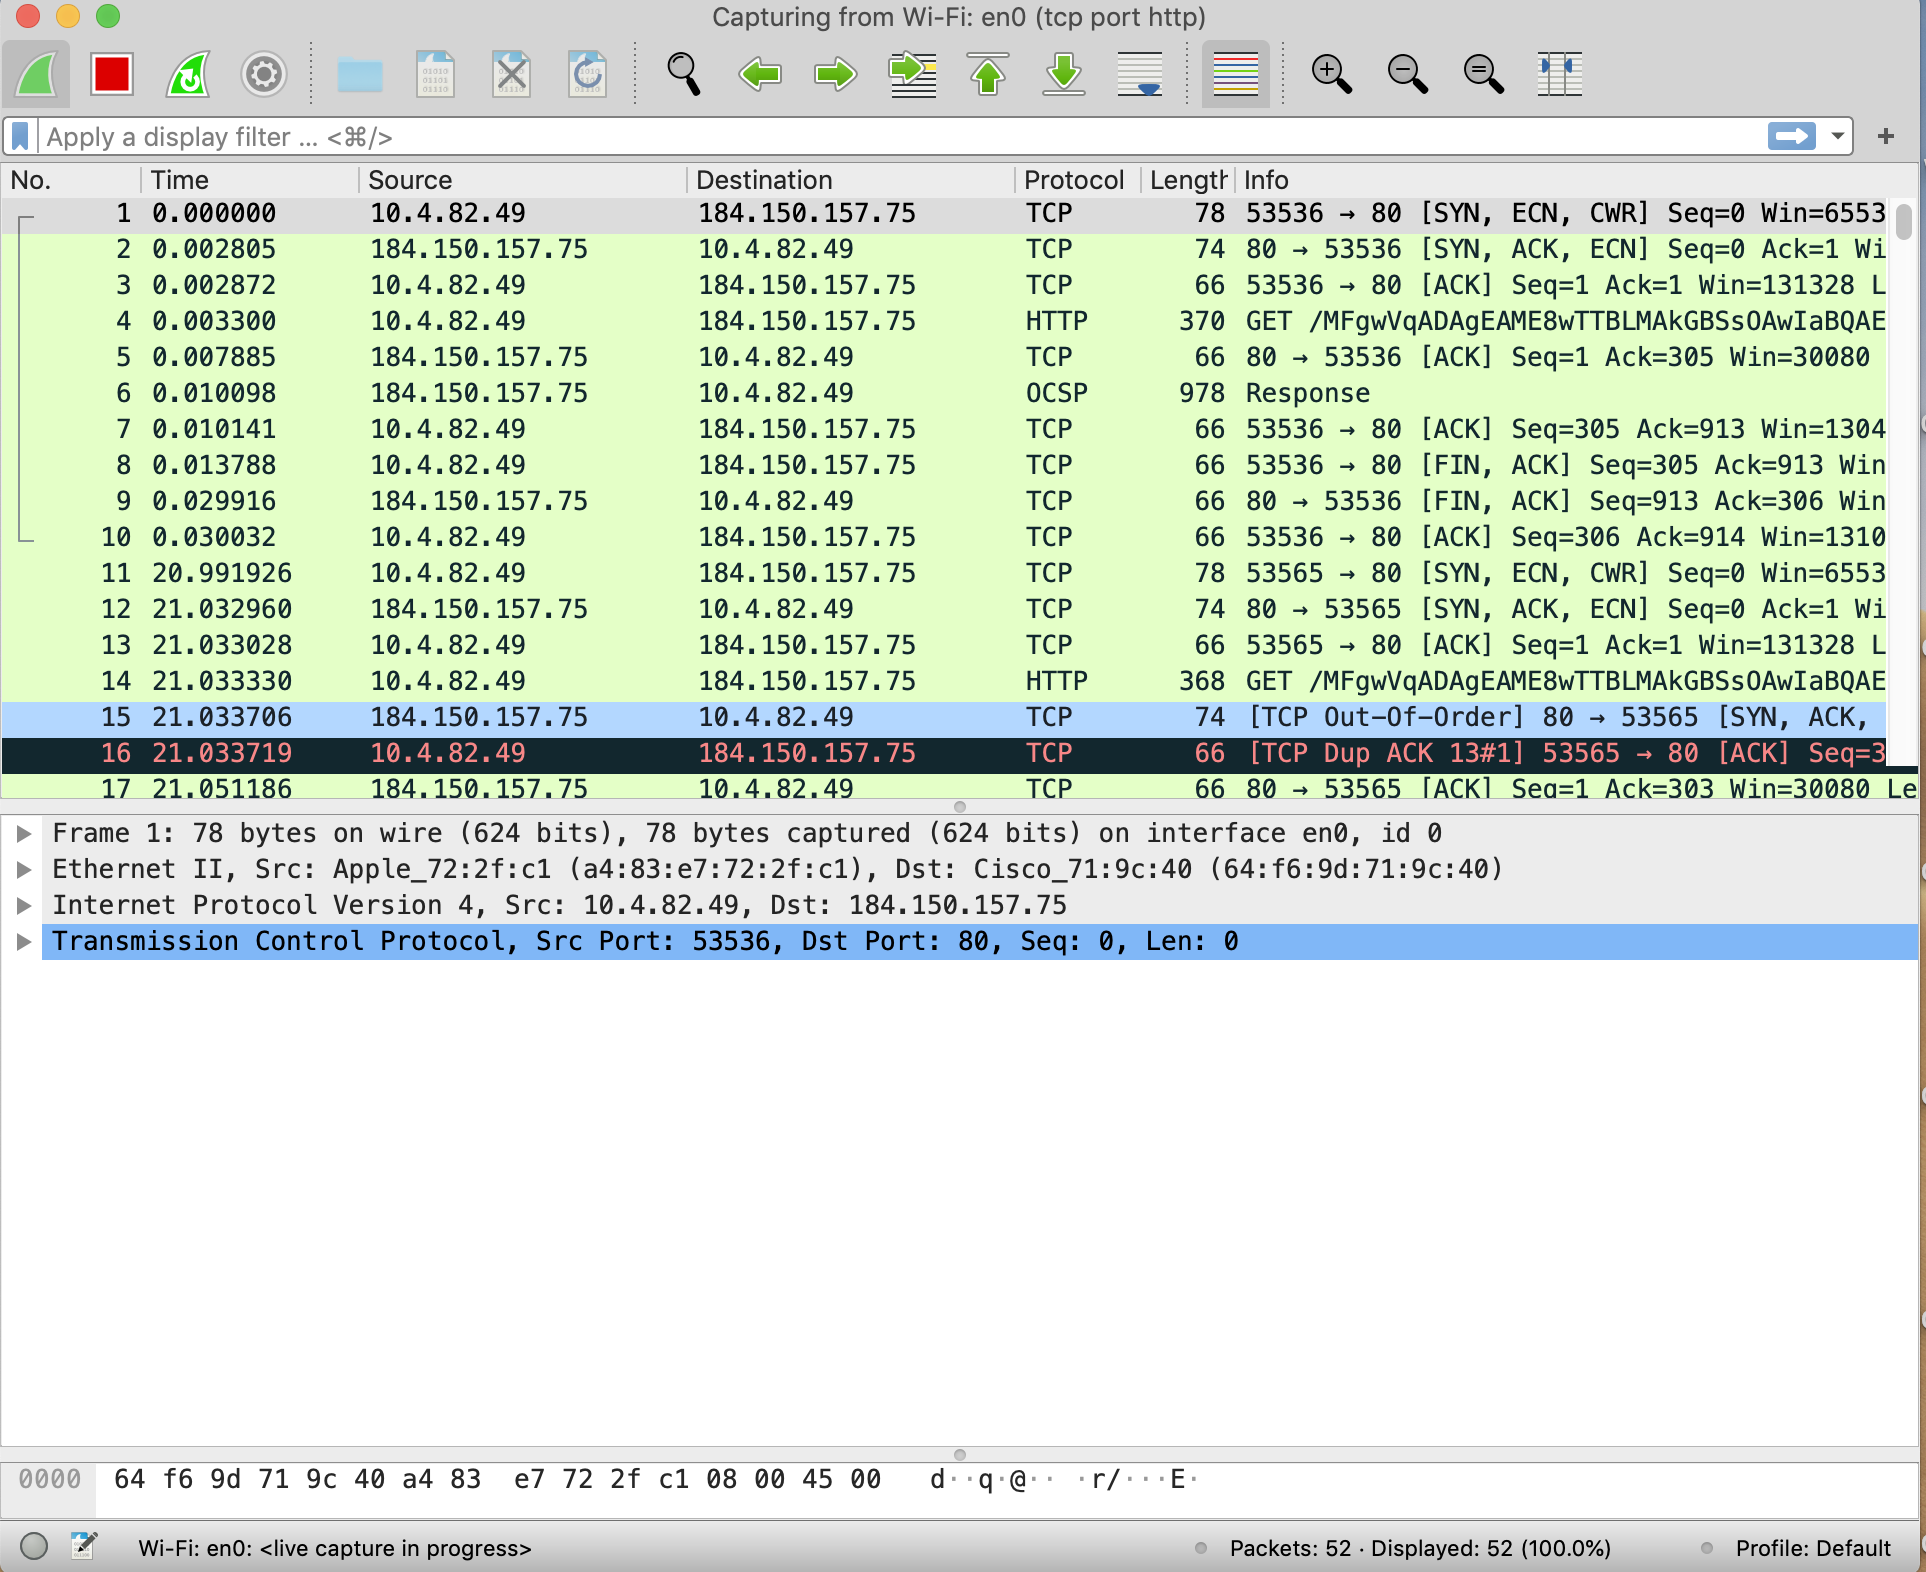 Capturing from Wi-Fi: en0 (tcp port http)
Apply a display filter ... <⌘/>
No. Time Source Destination Protocol Length Info
1 0.000000 10.4.82.49 184.150.157.75 TCP 78 53536 → 80 [SYN, ECN, CWR] Seq=0 Win=6553
2 0.002805 184.150.157.75 10.4.82.49 TCP 74 80 → 53536 [SYN, ACK, ECN] Seq=0 Ack=1 Wi
3 0.002872 10.4.82.49 184.150.157.75 TCP 66 53536 → 80 [ACK] Seq=1 Ack=1 Win=131328 L
4 0.003300 10.4.82.49 184.150.157.75 HTTP 370 GET /MFgwVqADAgEAME8wTTBLMAkGBSsOAwIaBQAE
5 0.007885 184.150.157.75 10.4.82.49 TCP 66 80 → 53536 [ACK] Seq=1 Ack=305 Win=30080
6 0.010098 184.150.157.75 10.4.82.49 OCSP 978 Response
7 0.010141 10.4.82.49 184.150.157.75 TCP 66 53536 → 80 [ACK] Seq=305 Ack=913 Win=1304
8 0.013788 10.4.82.49 184.150.157.75 TCP 66 53536 → 80 [FIN, ACK] Seq=305 Ack=913 Win
9 0.029916 184.150.157.75 10.4.82.49 TCP 66 80 → 53536 [FIN, ACK] Seq=913 Ack=306 Win
10 0.030032 10.4.82.49 184.150.157.75 TCP 66 53536 → 80 [ACK] Seq=306 Ack=914 Win=1310
11 20.991926 10.4.82.49 184.150.157.75 TCP 78 53565 → 80 [SYN, ECN, CWR] Seq=0 Win=6553
12 21.032960 184.150.157.75 10.4.82.49 TCP 74 80 → 53565 [SYN, ACK, ECN] Seq=0 Ack=1 Wi
13 21.033028 10.4.82.49 184.150.157.75 TCP 66 53565 → 80 [ACK] Seq=1 Ack=1 Win=131328 L
14 21.033330 10.4.82.49 184.150.157.75 HTTP 368 GET /MFgwVqADAgEAME8wTTBLMAkGBSsOAwIaBQAE
15 21.033706 184.150.157.75 10.4.82.49 TCP 74 [TCP Out-Of-Order] 80 → 53565 [SYN, ACK,
16 21.033719 10.4.82.49 184.150.157.75 TCP 66 [TCP Dup ACK 13#1] 53565 → 80 [ACK] Seq=3
17 21.051186 184.150.157.75 10.4.82.49 TCP 66 80 → 53565 [ACK] Seq=1 Ack=303 Win=30080 Le
Frame 1: 78 bytes on wire (624 bits), 78 bytes captured (624 bits) on interface en0, id 0
Ethernet II, Src: Apple_72:2f:c1 (a4:83:e7:72:2f:c1), Dst: Cisco_71:9c:40 (64:f6:9d:71:9c:40)
Internet Protocol Version 4, Src: 10.4.82.49, Dst: 184.150.157.75
Transmission Control Protocol, Src Port: 53536, Dst Port: 80, Seq: 0, Len: 0
0000 64 f6 9d 71 9c 40 a4 83 e7 72 2f c1 08 00 45 00 d··q·@·· ·r/···E·
Wi-Fi: en0: <live capture in progress> Packets: 52 · Displayed: 52 (100.0%) Profile: Default